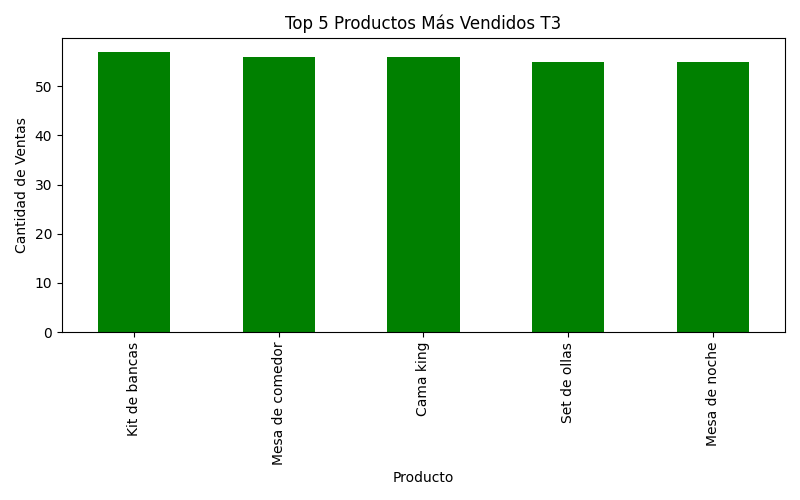 Top 5 Productos Más Vendidos T3
Cantidad de Ventas
50
40
30
20
10
0
Kit de bancas
Mesa de comedor
Cama king
Set de ollas
Mesa de noche
Producto